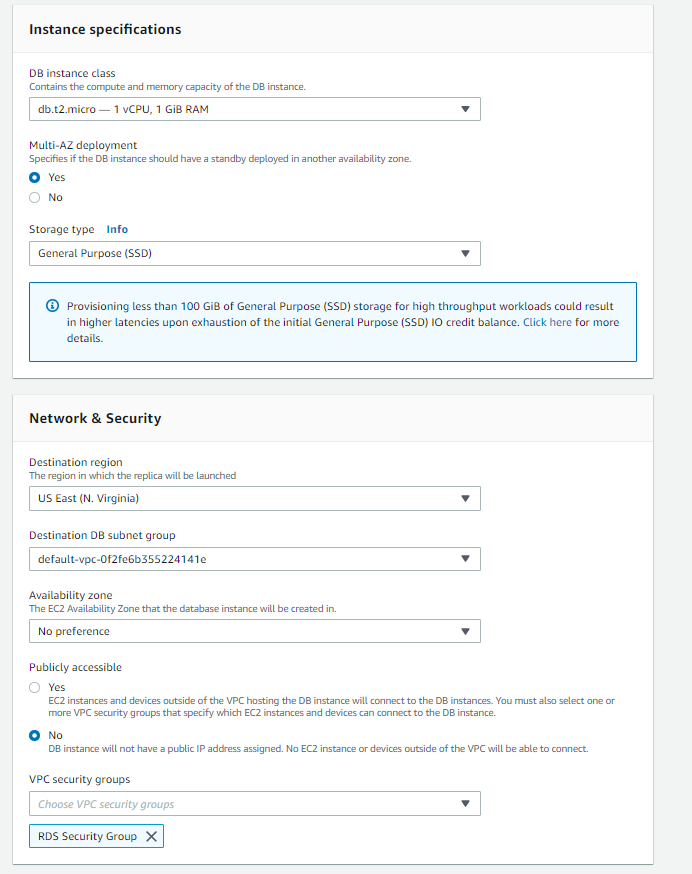 Instance specifications
DB instance class
Contains the compute and memory capacity of the DB instance.
db.t2.micro — 1 vCPU, 1 GiB RAM
Multi-AZ deployment
Specifies if the DB instance should have a standby deployed in another availability zone.
Yes
No
Storage type Info
General Purpose (SSD)
Provisioning less than 100 GiB of General Purpose (SSD) storage for high throughput workloads could result
in higher latencies upon exhaustion of the initial General Purpose (SSD) IO credit balance. Click here for more
details.
Network & Security
Destination region
The region in which the replica will be launched
US East (N. Virginia)
Destination DB subnet group
default-vpc-0f2fe6b355224141e
Availability zone
The EC2 Availability Zone that the database instance will be created in.
No preference
Publicly accessible
Yes
EC2 instances and devices outside of the VPC hosting the DB instance will connect to the DB instances. You must also select one or
more VPC security groups that specify which EC2 instances and devices can connect to the DB instance.
No
DB instance will not have a public IP address assigned. No EC2 instance or devices outside of the VPC will be able to connect.
VPC security groups
Choose VPC security groups
RDS Security Group